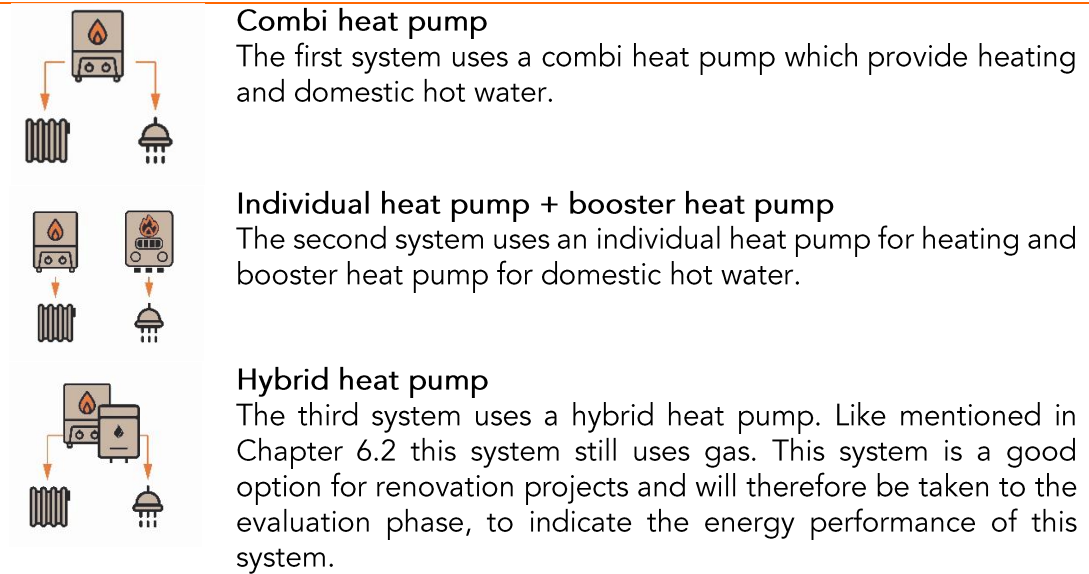 Combi heat pump
The first system uses a combi heat pump which provide heating
and domestic hot water.
Individual heat pump + booster heat pump
The second system uses an individual heat pump for heating and
booster heat pump for domestic hot water.
Hybrid heat pump
The third system uses a hybrid heat pump. Like mentioned in
Chapter 6.2 this system still uses gas. This system is a good
option for renovation projects and will therefore be taken to the
evaluation phase, to indicate the energy performance of this
system.